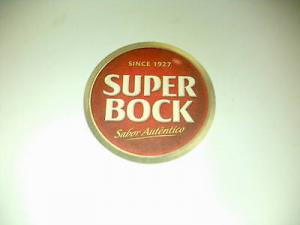 SINCE 1927
SUPER
BOCK
Sabor Autêntico